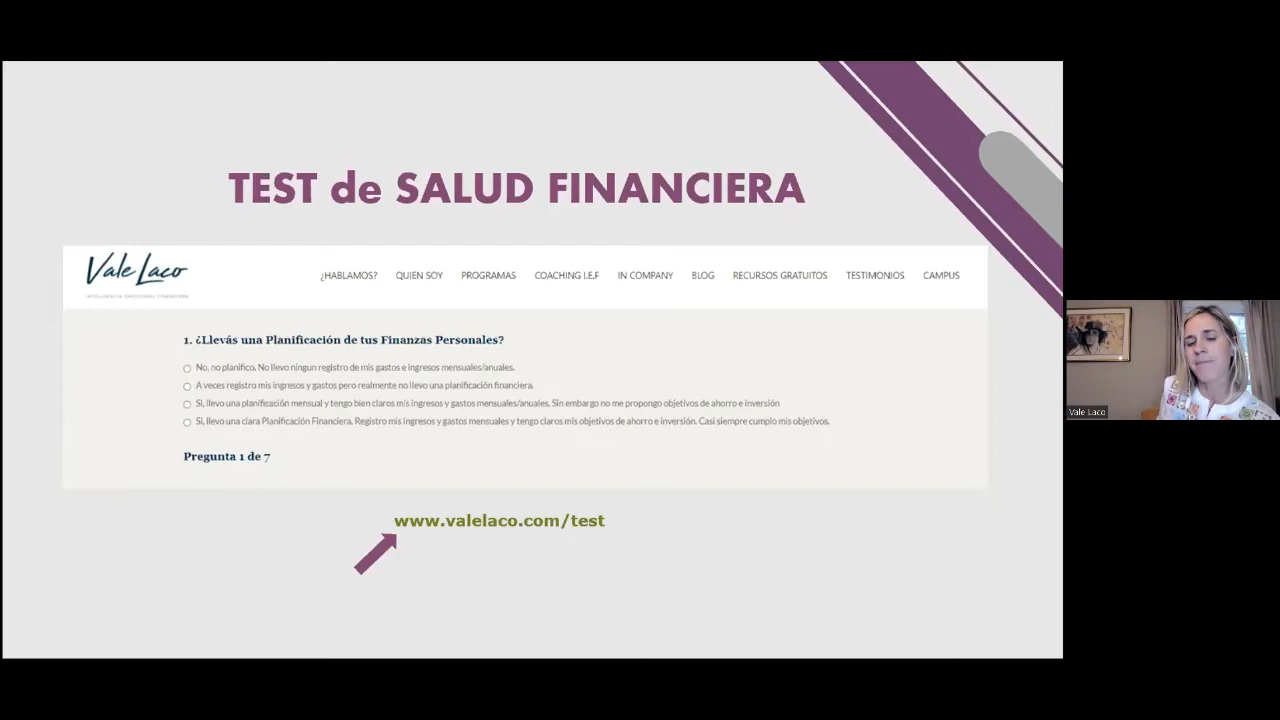 TEST de SALUD FINANCIERA
Vale Laco
INTELIGENCIA EMOCIONAL FINANCIERA
¿HABLAMOS? QUIEN SOY PROGRAMAS COACHING I.E.F IN COMPANY BLOG RECURSOS GRATUITOS TESTIMONIOS CAMPUS
1. ¿Llevás una Planificación de tus Finanzas Personales?
No, no planifico. No llevo ningun registro de mis gastos e ingresos mensuales/anuales.
A veces registro mis ingresos y gastos pero realmente no llevo una planificación financiera.
Si, llevo una planificación mensual y tengo bien claros mis ingresos y gastos mensuales/anuales. Sin embargo no me propongo objetivos de ahorro e inversión
Si, llevo una clara Planificación Financiera. Registro mis ingresos y gastos mensuales y tengo claros mis objetivos de ahorro e inversión. Casi siempre cumplo mis objetivos.
Pregunta 1 de 7
www.valelaco.com/test
Vale Laco